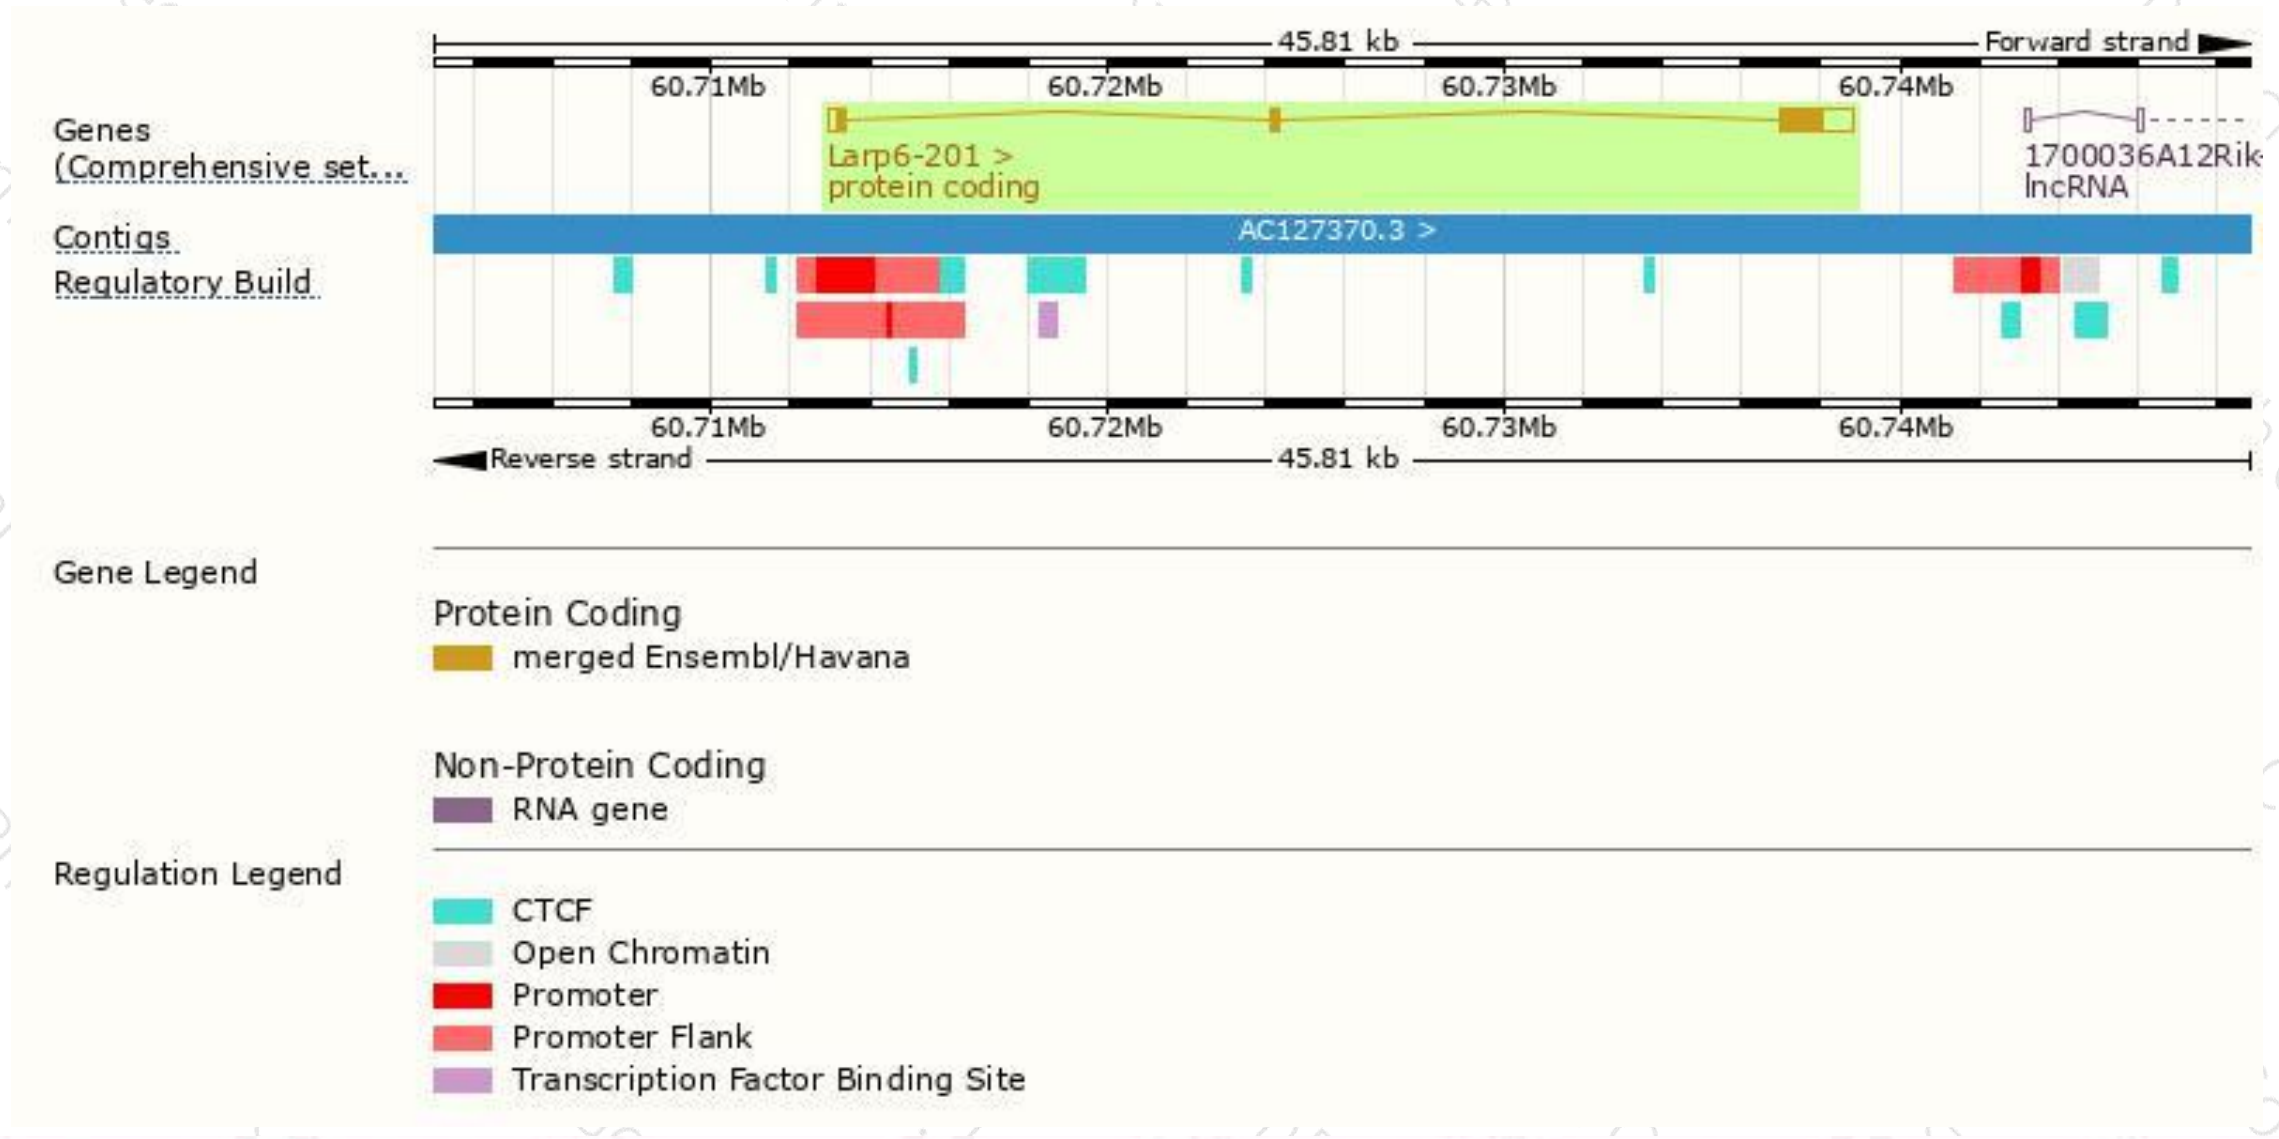 45.81 kb Forward strand
60.71Mb 60.72Mb 60.73Mb 60.74Mb
Genes
(Comprehensive set...
Larp6-201 >
protein coding
1700036A12Rik-
lncRNA
Contigs
AC127370.3 >
Regulatory Build
60.71Mb 60.72Mb 60.73Mb 60.74Mb
Reverse strand 45.81 kb
Gene Legend
Protein Coding
merged Ensembl/Havana
Non-Protein Coding
RNA gene
Regulation Legend
CTCF
Open Chromatin
Promoter
Promoter Flank
Transcription Factor Binding Site